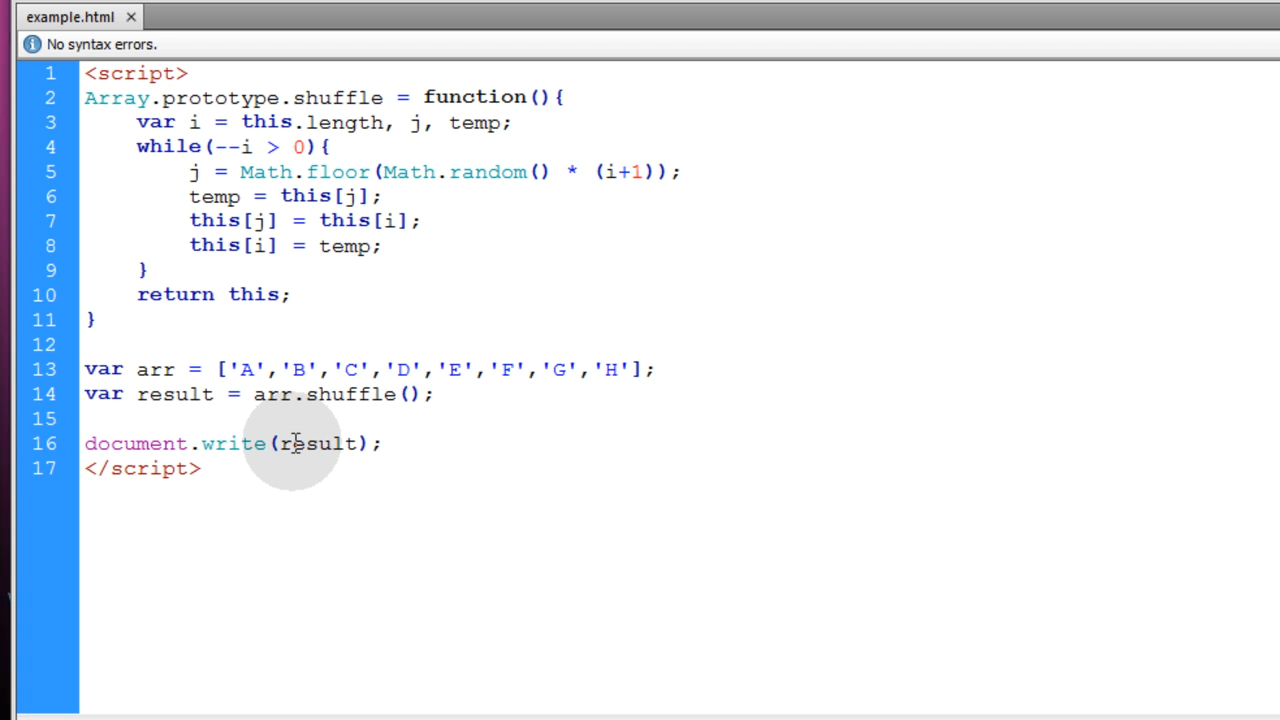 example.html ×
No syntax errors.
1 <script>
2 Array.prototype.shuffle = function(){
3     var i = this.length, j, temp;
4     while(--i > 0){
5         j = Math.floor(Math.random() * (i+1));
6         temp = this[j];
7         this[j] = this[i];
8         this[i] = temp;
9     }
10     return this;
11 }
12
13 var arr = ['A','B','C','D','E','F','G','H'];
14 var result = arr.shuffle();
15
16 document.write(result);
17 </script>